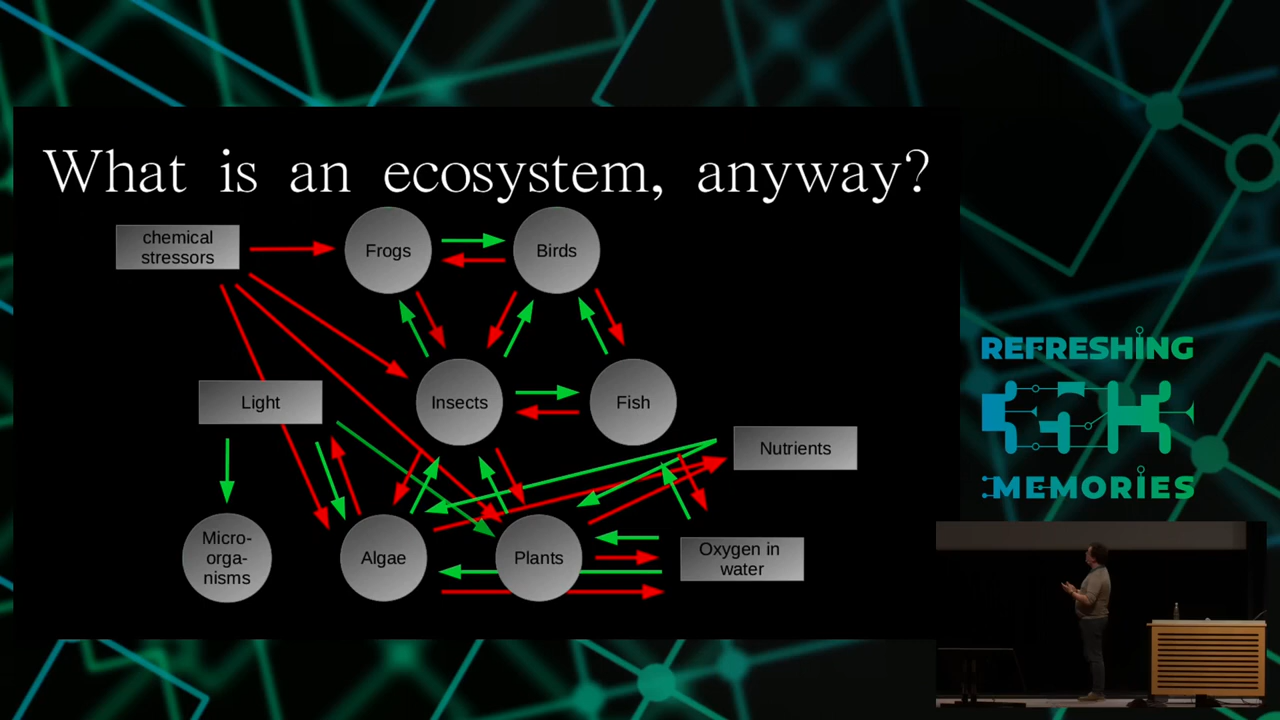 What is an ecosystem, anyway?
chemical
stressors
Frogs
Birds
Light
Insects
Fish
Nutrients
Micro-
orga-
nisms
Algae
Plants
Oxygen in
water
REFRESHING
MEMORIES